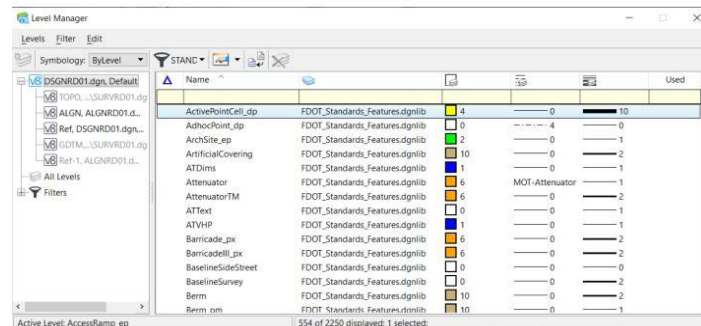 Level Manager
Levels Filter Edit
Symbology: ByLevel STAND
DSGNRD01.dgn, Default
TOPO, ...\SURVRD01.dg
ALGN, ALGNRD01.d...
Ref, DSGNRD01.dgn,...
GDTM,...\SURVRD01.dg
Ref-1, ALGNRD01.d...
All Levels
Filters
Name Used
ActivePointCell_dp FDOT_Standards_Features.dgnlib 4 0 10
AdhocPoint_dp FDOT_Standards_Features.dgnlib 0 4 0
ArchSite_ep FDOT_Standards_Features.dgnlib 2 0 1
ArtificialCovering FDOT_Standards_Features.dgnlib 10 0 2
ATDims FDOT_Standards_Features.dgnlib 1 0 1
Attenuator FDOT_Standards_Features.dgnlib 6 MOT-Attenuator 1
AttenuatorTM FDOT_Standards_Features.dgnlib 6 0 2
ATText FDOT_Standards_Features.dgnlib 0 0 1
ATVHP FDOT_Standards_Features.dgnlib 1 0 1
Barricade_px FDOT_Standards_Features.dgnlib 6 0 2
BarricadeIII_px FDOT_Standards_Features.dgnlib 6 0 2
BaselineSideStreet FDOT_Standards_Features.dgnlib 0 0 0
BaselineSurvey FDOT_Standards_Features.dgnlib 0 0 2
Berm FDOT_Standards_Features.dgnlib 10 0 2
Berm_pm FDOT_Standards_Features.dgnlib 10 0 1
Active Level: AccessRamp_ep 554 of 2250 displayed; 1 selected;